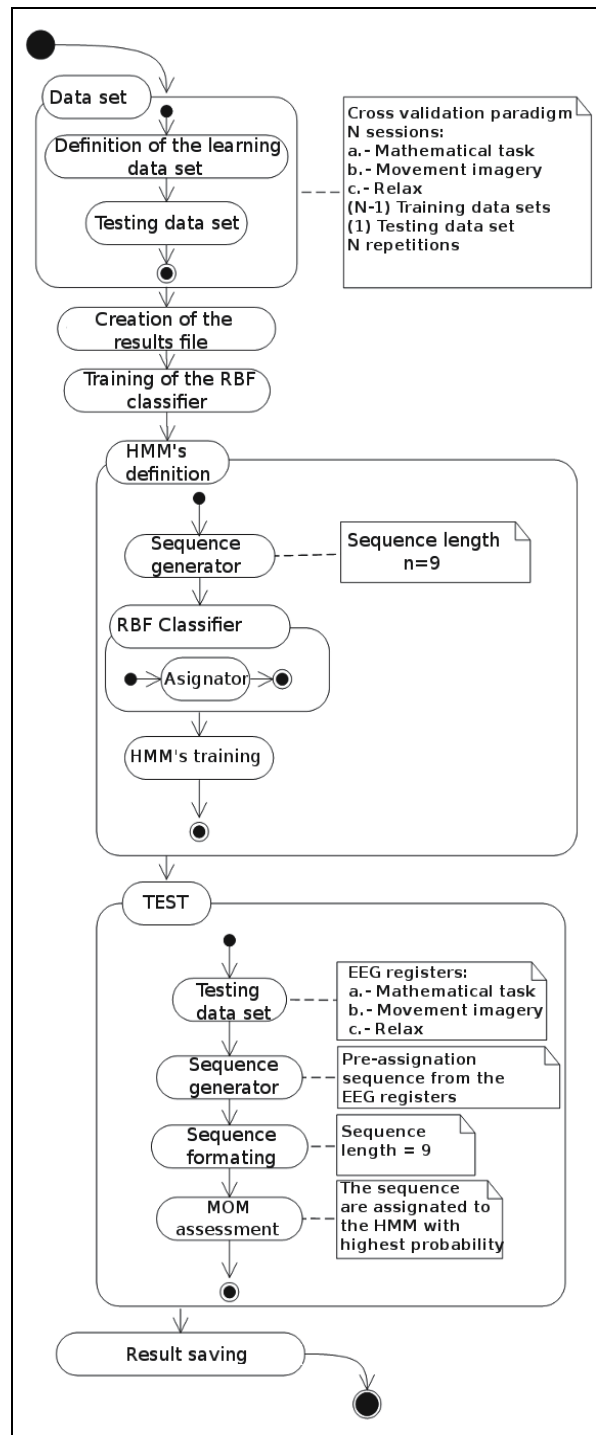 Data set
Definition of the learning
data set
Testing data set
Cross validation paradigm
N sessions:
a.- Mathematical task
b.- Movement imagery
c.- Relax
(N-1) Training data sets
(1) Testing data set
N repetitions
Creation of the
results file
Training of the RBF
classifier
HMM's
definition
Sequence
generator
Sequence length
n=9
RBF Classifier
Asignator
HMM's training
TEST
Testing
data set
EEG registers:
a.- Mathematical task
b.- Movement imagery
c.- Relax
Sequence
generator
Pre-assignation
sequence from the
EEG registers
Sequence
formating
Sequence
length = 9
MOM
assessment
The sequence
are assignated to
the HMM with
highest probability
Result saving